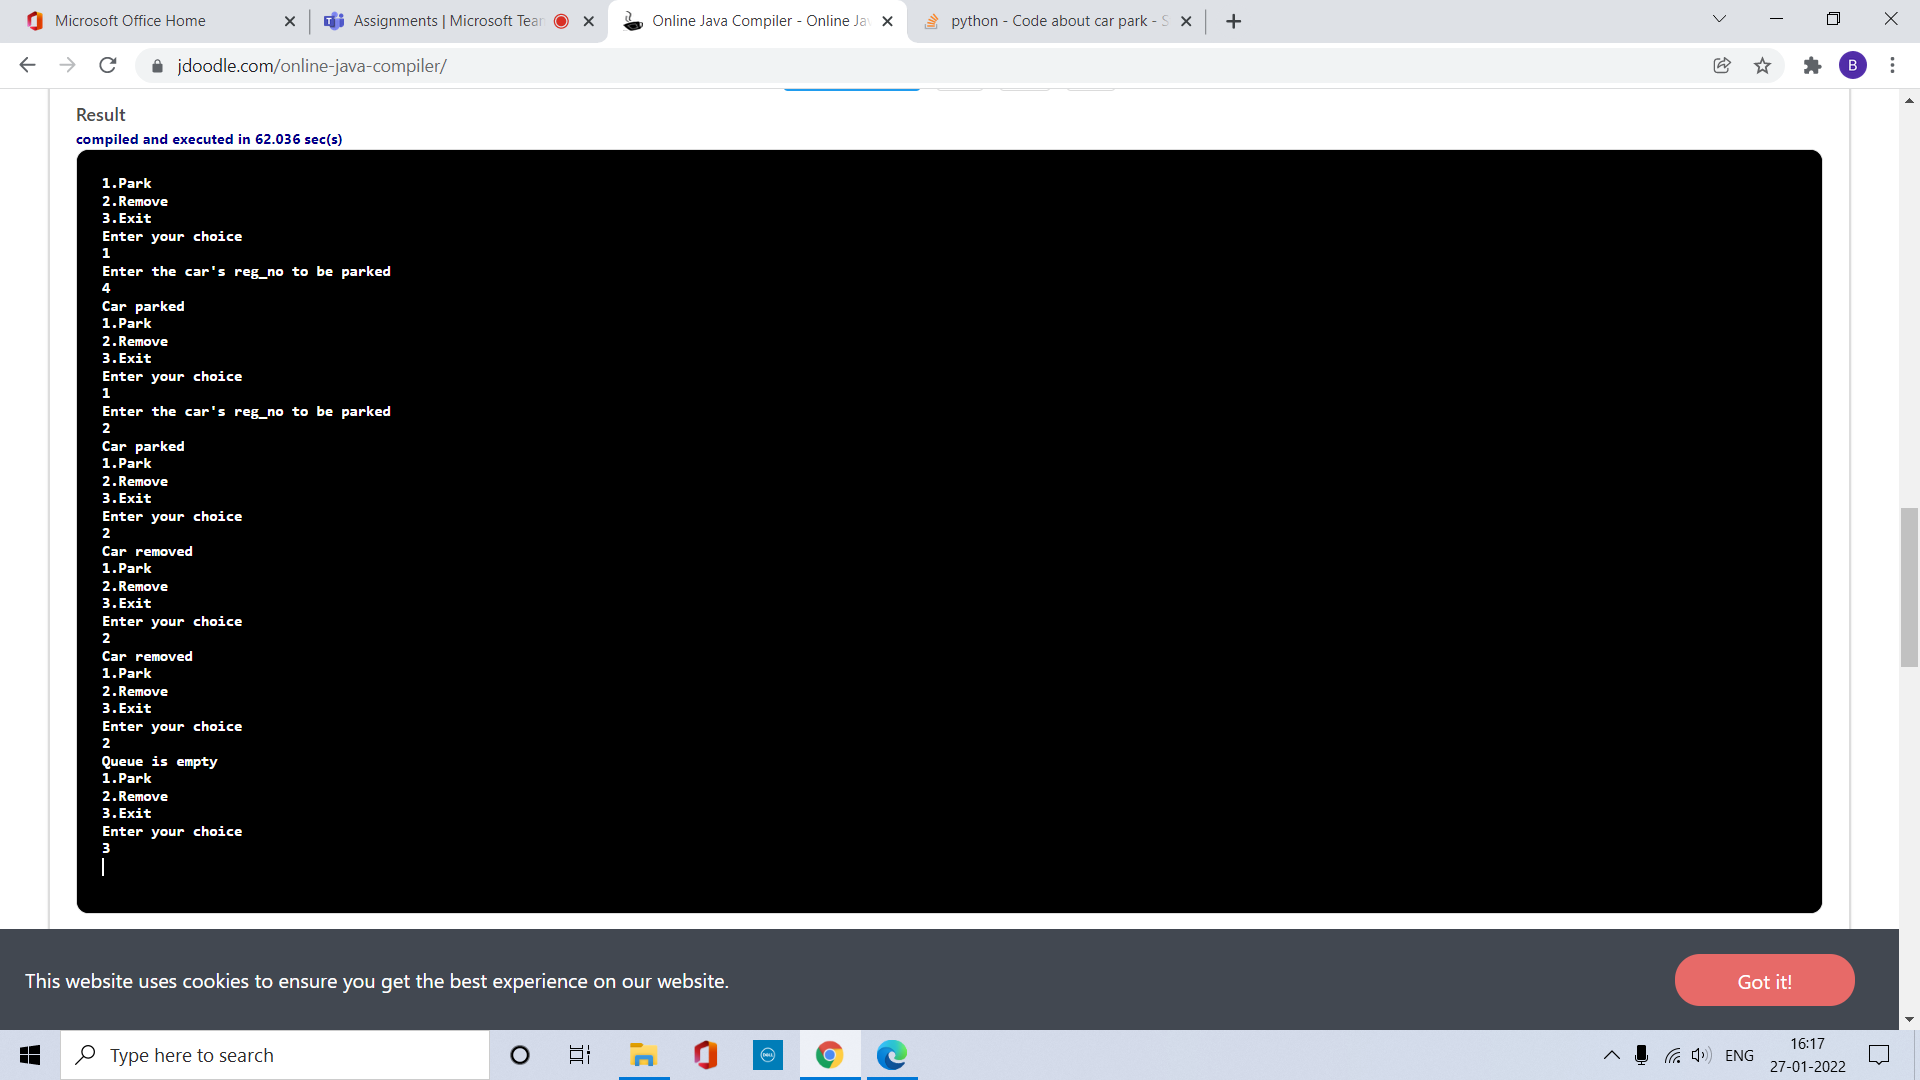 Microsoft Office Home
Assignments | Microsoft Tea
Online Java Compiler - Online Ja
python - Code about car park - S
jdoodle.com/online-java-compiler/
B
Result
compiled and executed in 62.036 sec(s)
1.Park
2.Remove
3.Exit
Enter your choice
1
Enter the car's reg_no to be parked
4
Car parked
1.Park
2.Remove
3.Exit
Enter your choice
1
Enter the car's reg_no to be parked
2
Car parked
1.Park
2.Remove
3.Exit
Enter your choice
2
Car removed
1.Park
2.Remove
3.Exit
Enter your choice
2
Car removed
1.Park
2.Remove
3.Exit
Enter your choice
2
Queue is empty
1.Park
2.Remove
3.Exit
Enter your choice
3
This website uses cookies to ensure you get the best experience on our website.
Got it!
Type here to search
DELL
ENG
16:17
27-01-2022